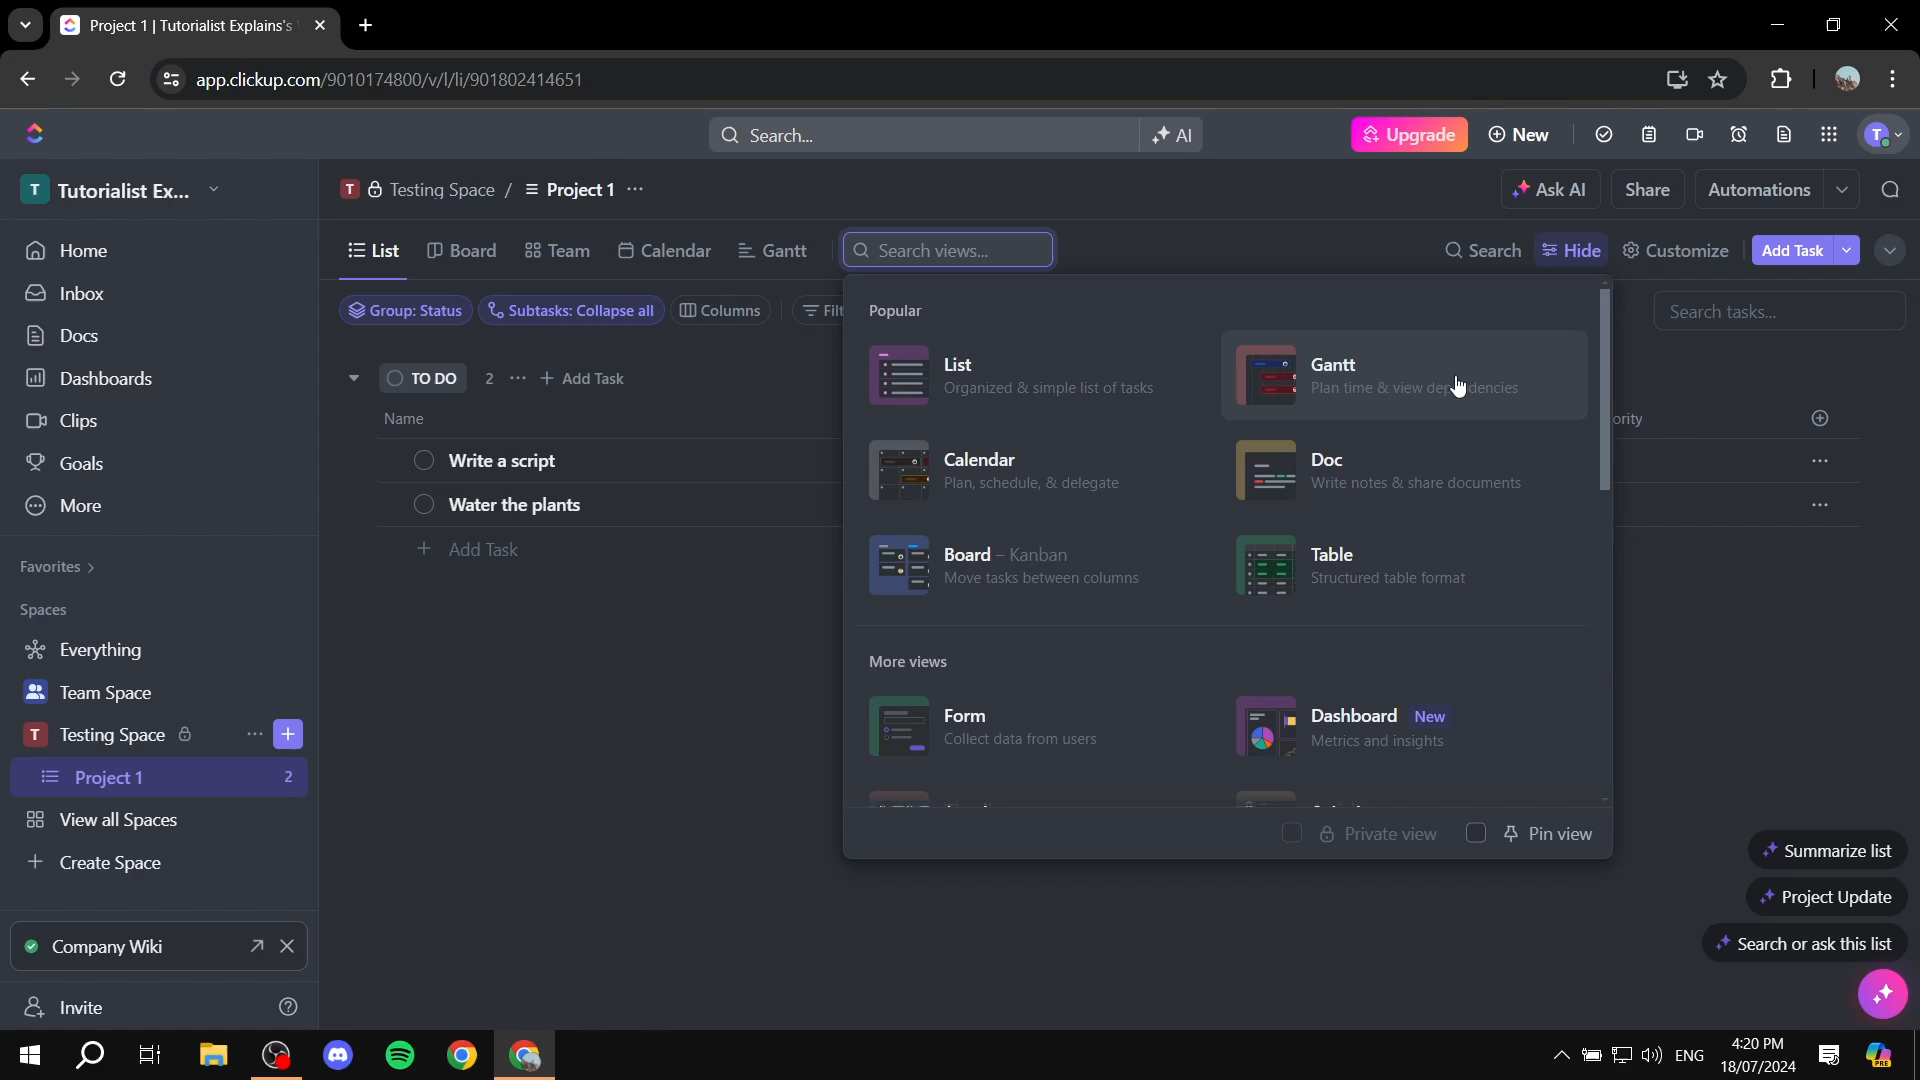 Project 1 | Tutorialist Explains's
app.clickup.com/9010174800/v/l/li/901802414651
Search...
AI
Upgrade
New
T
T Tutorialist Ex...
T Testing Space / Project 1
Ask AI
Share
Automations
Home
Inbox
Docs
Dashboards
Clips
Goals
More
Favorites
Spaces
Everything
Team Space
T Testing Space
Project 1 2
View all Spaces
Create Space
Company Wiki
Invite
List
Board
Team
Calendar
Gantt
Search views...
Search
Hide
Customize
Add Task
Group: Status
Subtasks: Collapse all
Columns
Filt
Search tasks...
TO DO 2 Add Task
Name
ority
Write a script
Water the plants
Add Task
Popular
List
Organized & simple list of tasks
Gantt
Plan time & view dependencies
Calendar
Plan, schedule, & delegate
Doc
Write notes & share documents
Board – Kanban
Move tasks between columns
Table
Structured table format
More views
Form
Collect data from users
Dashboard New
Metrics and insights
Private view
Pin view
Summarize list
Project Update
Search or ask this list
ENG
4:20 PM
18/07/2024
PRE